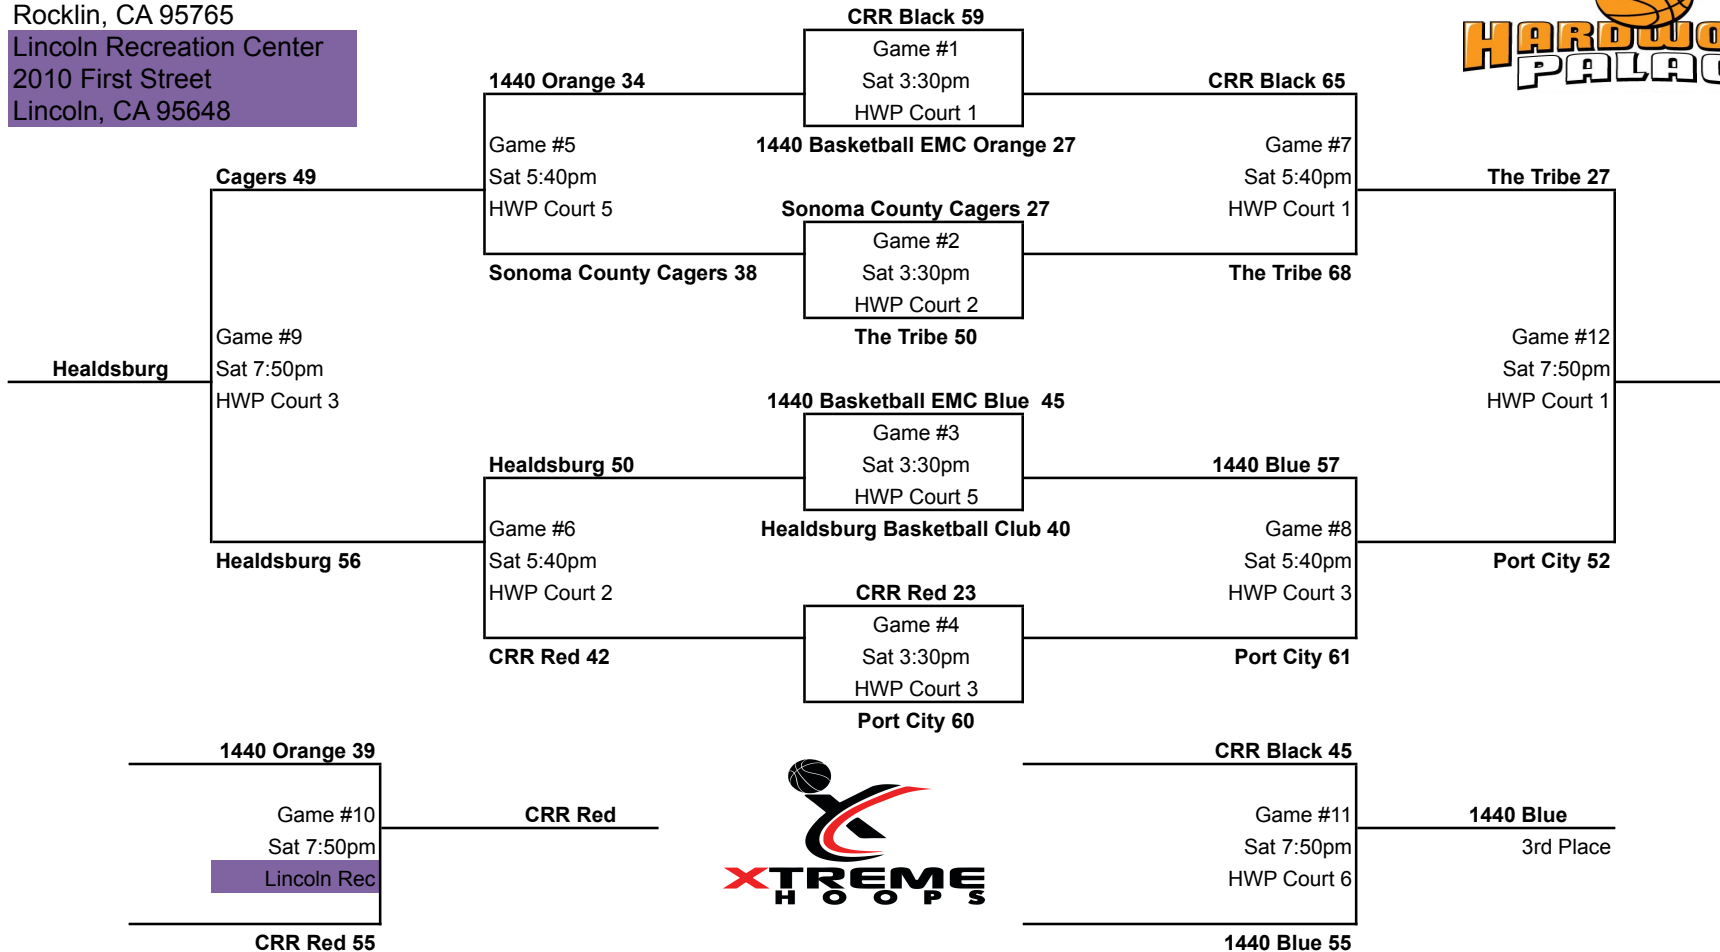 Rocklin, CA 95765
Lincoln Recreation Center
2010 First Street
Lincoln, CA 95648
CRR Black 59
Game #1
Sat 3:30pm
HWP Court 1
1440 Basketball EMC Orange 27
1440 Orange 34
Game #5
Sat 5:40pm
HWP Court 5
Sonoma County Cagers 38
Sonoma County Cagers 27
Game #2
Sat 3:30pm
HWP Court 2
The Tribe 50
CRR Black 65
Game #7
Sat 5:40pm
HWP Court 1
The Tribe 68
Cagers 49
Game #9
Sat 7:50pm
HWP Court 3
Healdsburg 56
Healdsburg
The Tribe 27
Game #12
Sat 7:50pm
HWP Court 1
Port City 52
1440 Basketball EMC Blue  45
Game #3
Sat 3:30pm
HWP Court 5
Healdsburg Basketball Club 40
Healdsburg 50
Game #6
Sat 5:40pm
HWP Court 2
CRR Red 42
CRR Red 23
Game #4
Sat 3:30pm
HWP Court 3
Port City 60
1440 Blue 57
Game #8
Sat 5:40pm
HWP Court 3
Port City 61
1440 Orange 39
Game #10
Sat 7:50pm
Lincoln Rec
CRR Red 55
CRR Red
XTREME
HOOPS
CRR Black 45
Game #11
Sat 7:50pm
HWP Court 6
1440 Blue 55
1440 Blue
3rd Place